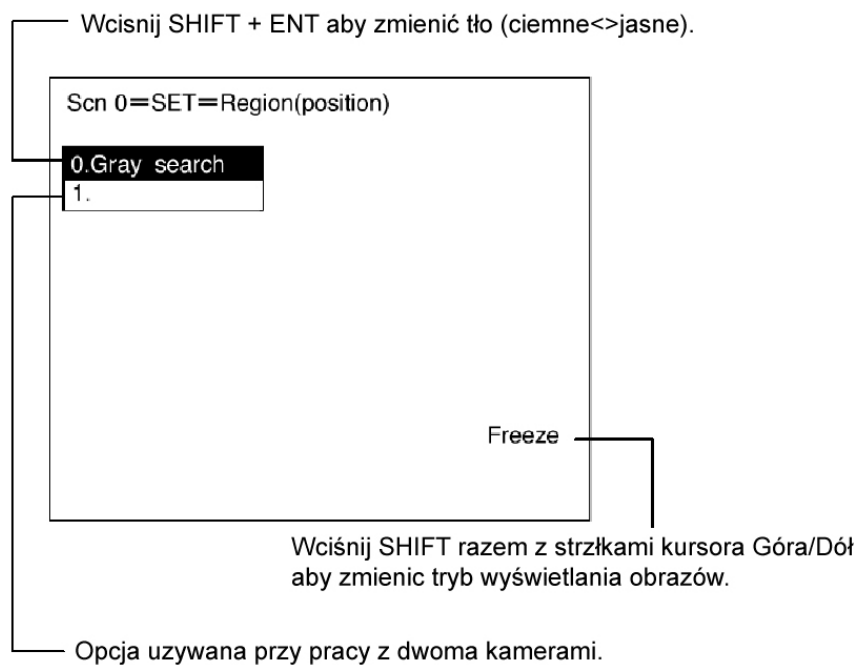 Wcisnij SHIFT + ENT aby zmienić tło (ciemne<>jasne).
Scn 0=SET=Region(position)
0.Gray search
1.
Freeze
Wciśnij SHIFT razem z strzłkami kursora Góra/Dół
aby zmienic tryb wyświetlania obrazów.
Opcja uzywana przy pracy z dwoma kamerami.